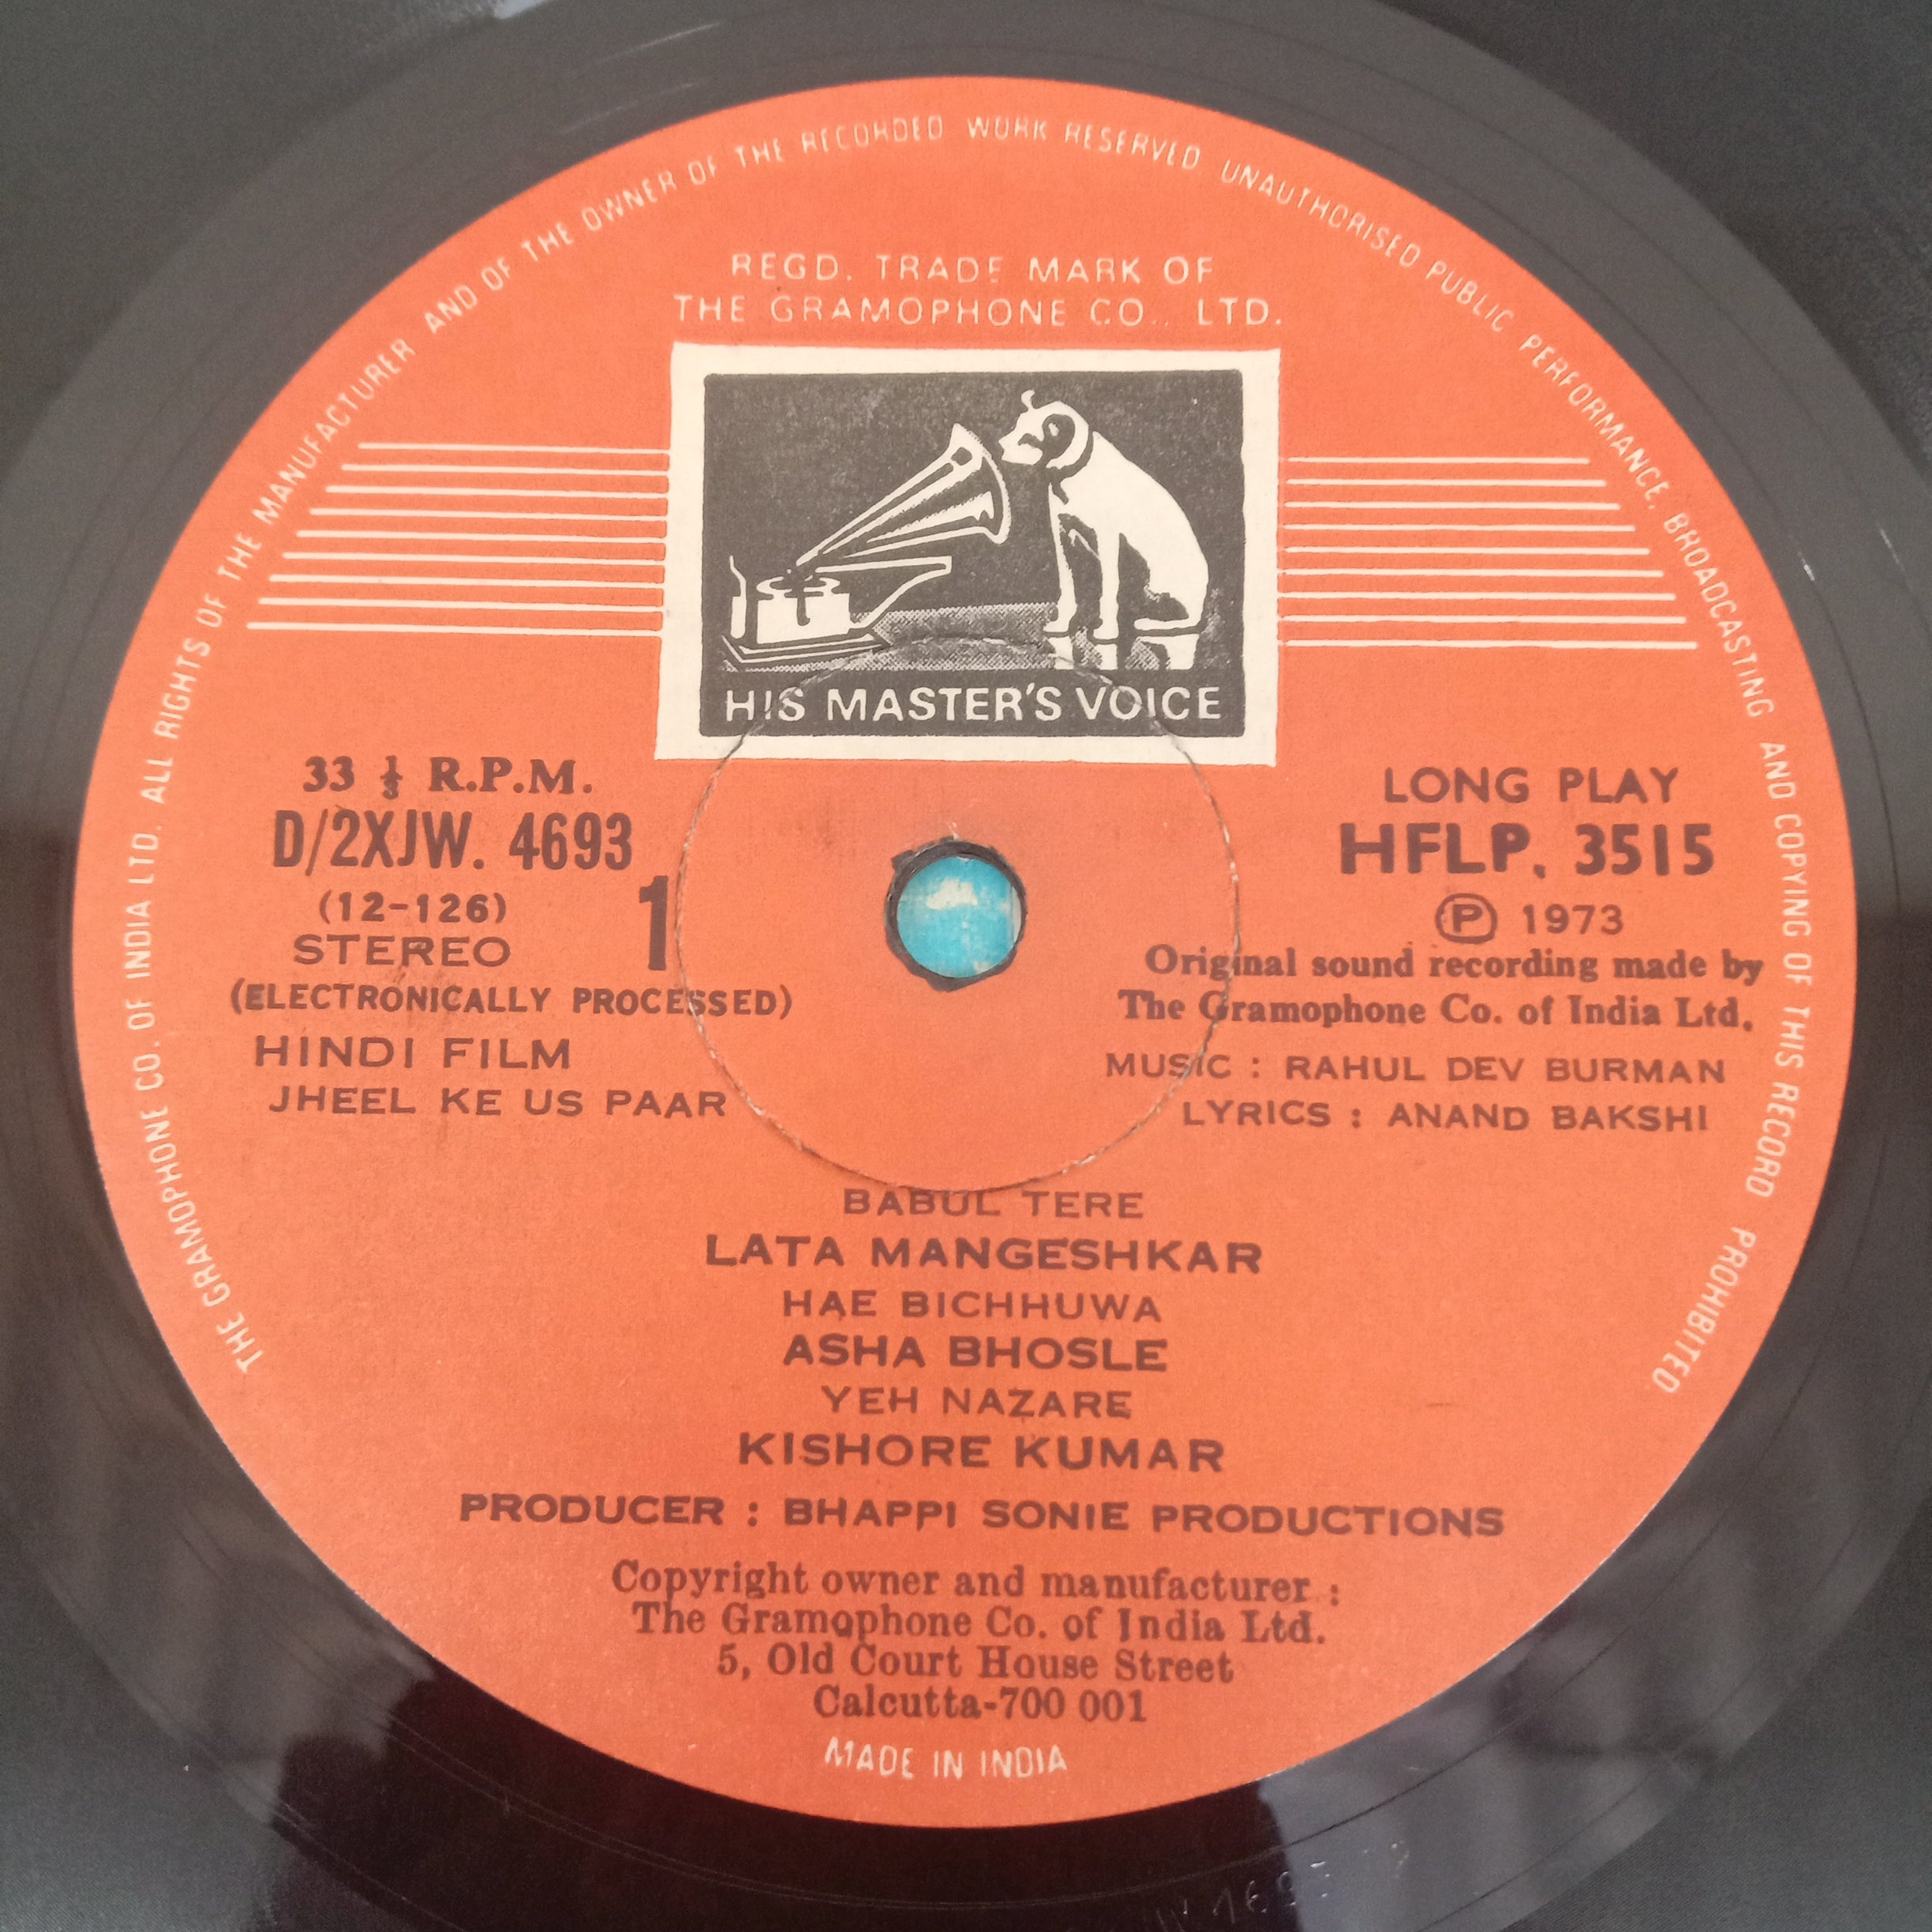 THE GRAMOPHONE CO. OF INDIA LTD. ALL RIGHTS OF THE MANUFACTURER AND OF THE OWNER OF THE RECORDED WORK RESERVED UNAUTHORISED PUBLIC PERFORMANCE, BROADCASTING AND COPYING OF THIS RECORD PROHIBITED
REGD. TRADE MARK OF
THE GRAMOPHONE CO., LTD.
HIS MASTER'S VOICE
33 ⅓ R.P.M.
D/2XJW. 4693
(12-126)
1
STEREO
(ELECTRONICALLY PROCESSED)
HINDI FILM
JHEEL KE US PAAR
LONG PLAY
HFLP. 3515
Ⓟ 1973
Original sound recording made by
The Gramophone Co. of India Ltd.
MUSIC : RAHUL DEV BURMAN
LYRICS : ANAND BAKSHI
BABUL TERE
LATA MANGESHKAR
HAE BICHHUWA
ASHA BHOSLE
YEH NAZARE
KISHORE KUMAR
PRODUCER : BHAPPI SONIE PRODUCTIONS
Copyright owner and manufacturer :
The Gramophone Co. of India Ltd.
5, Old Court House Street
Calcutta-700 001
MADE IN INDIA